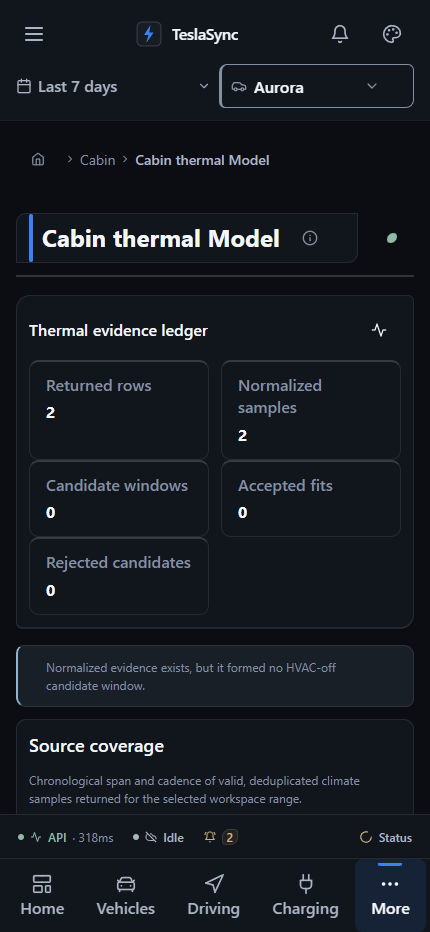 TeslaSync
Last 7 days
Aurora
Cabin
Cabin thermal Model
Cabin thermal Model
Thermal evidence ledger
Returned rows
2
Normalized
samples
2
Candidate windows
0
Accepted fits
0
Rejected candidates
0
Normalized evidence exists, but it formed no HVAC-off
candidate window.
Source coverage
Chronological span and cadence of valid, deduplicated climate
samples returned for the selected workspace range.
API · 318ms
Idle
2
Status
Home
Vehicles
Driving
Charging
More